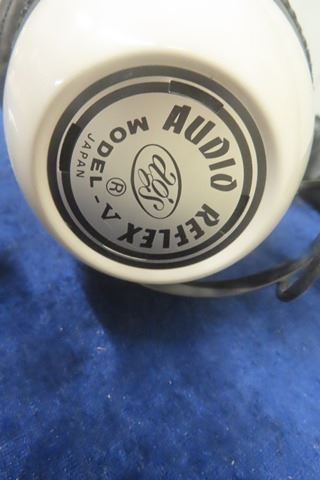 AUDIO REFLEX
MODEL-A
®
JAPAN